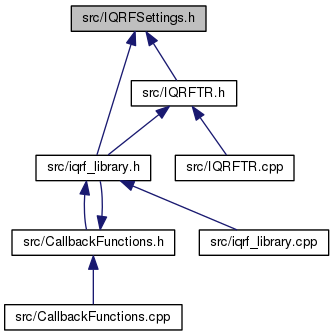 src/IQRFSettings.h
src/IQRFTR.h
src/iqrf_library.h
src/IQRFTR.cpp
src/CallbackFunctions.h
src/iqrf_library.cpp
src/CallbackFunctions.cpp